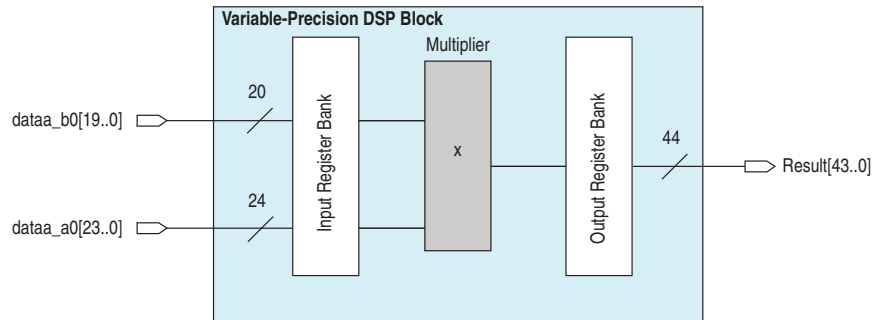 Variable-Precision DSP Block
Multiplier
20
dataa_b0[19..0]
Input Register Bank
x
Output Register Bank
44
Result[43..0]
24
dataa_a0[23..0]